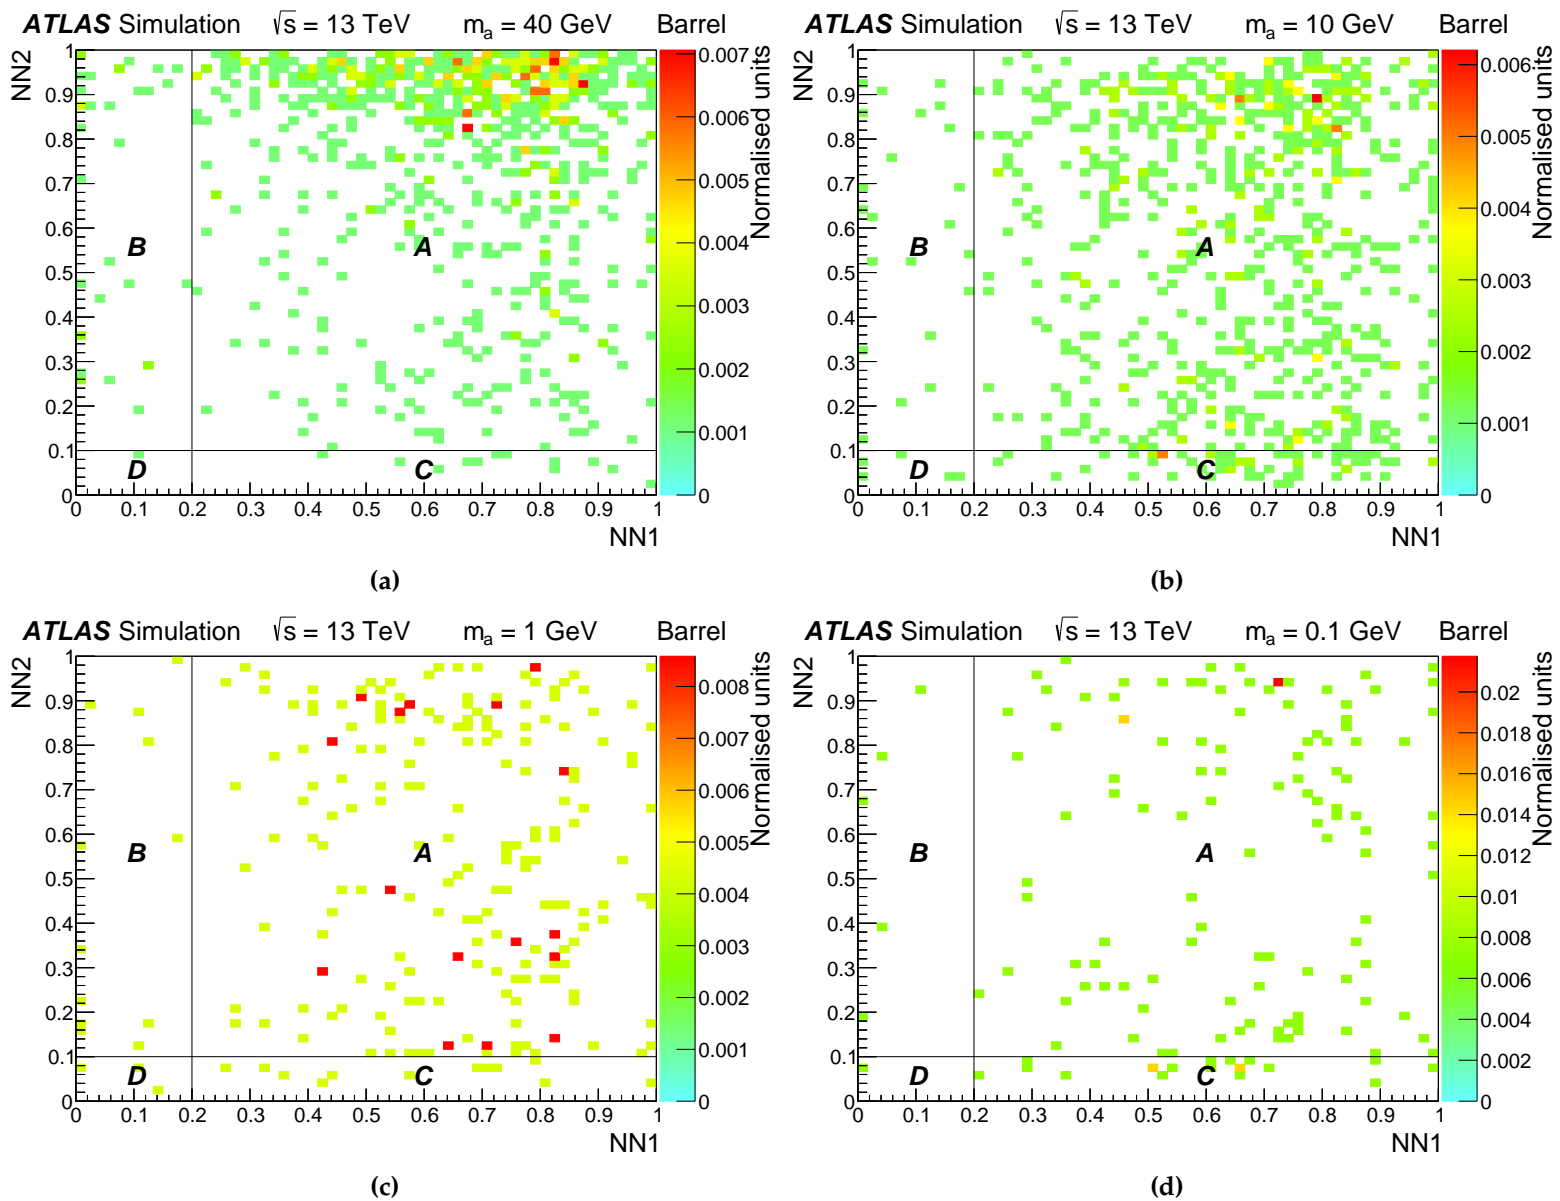 ATLAS Simulation √s = 13 TeV mₐ = 40 GeV Barrel
NN2
1
0.9
0.8
0.7
0.6
0.5
0.4
0.3
0.2
0.1
0
B
A
D
C
0 0.1 0.2 0.3 0.4 0.5 0.6 0.7 0.8 0.9 1
NN1
0.007
0.006
0.005
0.004
0.003
0.002
0.001
0
Normalised units
(a)
ATLAS Simulation √s = 13 TeV mₐ = 10 GeV Barrel
NN2
1
0.9
0.8
0.7
0.6
0.5
0.4
0.3
0.2
0.1
0
B
A
D
C
0 0.1 0.2 0.3 0.4 0.5 0.6 0.7 0.8 0.9 1
NN1
0.006
0.005
0.004
0.003
0.002
0.001
0
Normalised units
(b)
ATLAS Simulation √s = 13 TeV mₐ = 1 GeV Barrel
NN2
1
0.9
0.8
0.7
0.6
0.5
0.4
0.3
0.2
0.1
0
B
A
D
C
0 0.1 0.2 0.3 0.4 0.5 0.6 0.7 0.8 0.9 1
NN1
0.008
0.007
0.006
0.005
0.004
0.003
0.002
0.001
0
Normalised units
(c)
ATLAS Simulation √s = 13 TeV mₐ = 0.1 GeV Barrel
NN2
1
0.9
0.8
0.7
0.6
0.5
0.4
0.3
0.2
0.1
0
B
A
D
C
0 0.1 0.2 0.3 0.4 0.5 0.6 0.7 0.8 0.9 1
NN1
0.02
0.018
0.016
0.014
0.012
0.01
0.008
0.006
0.004
0.002
0
Normalised units
(d)